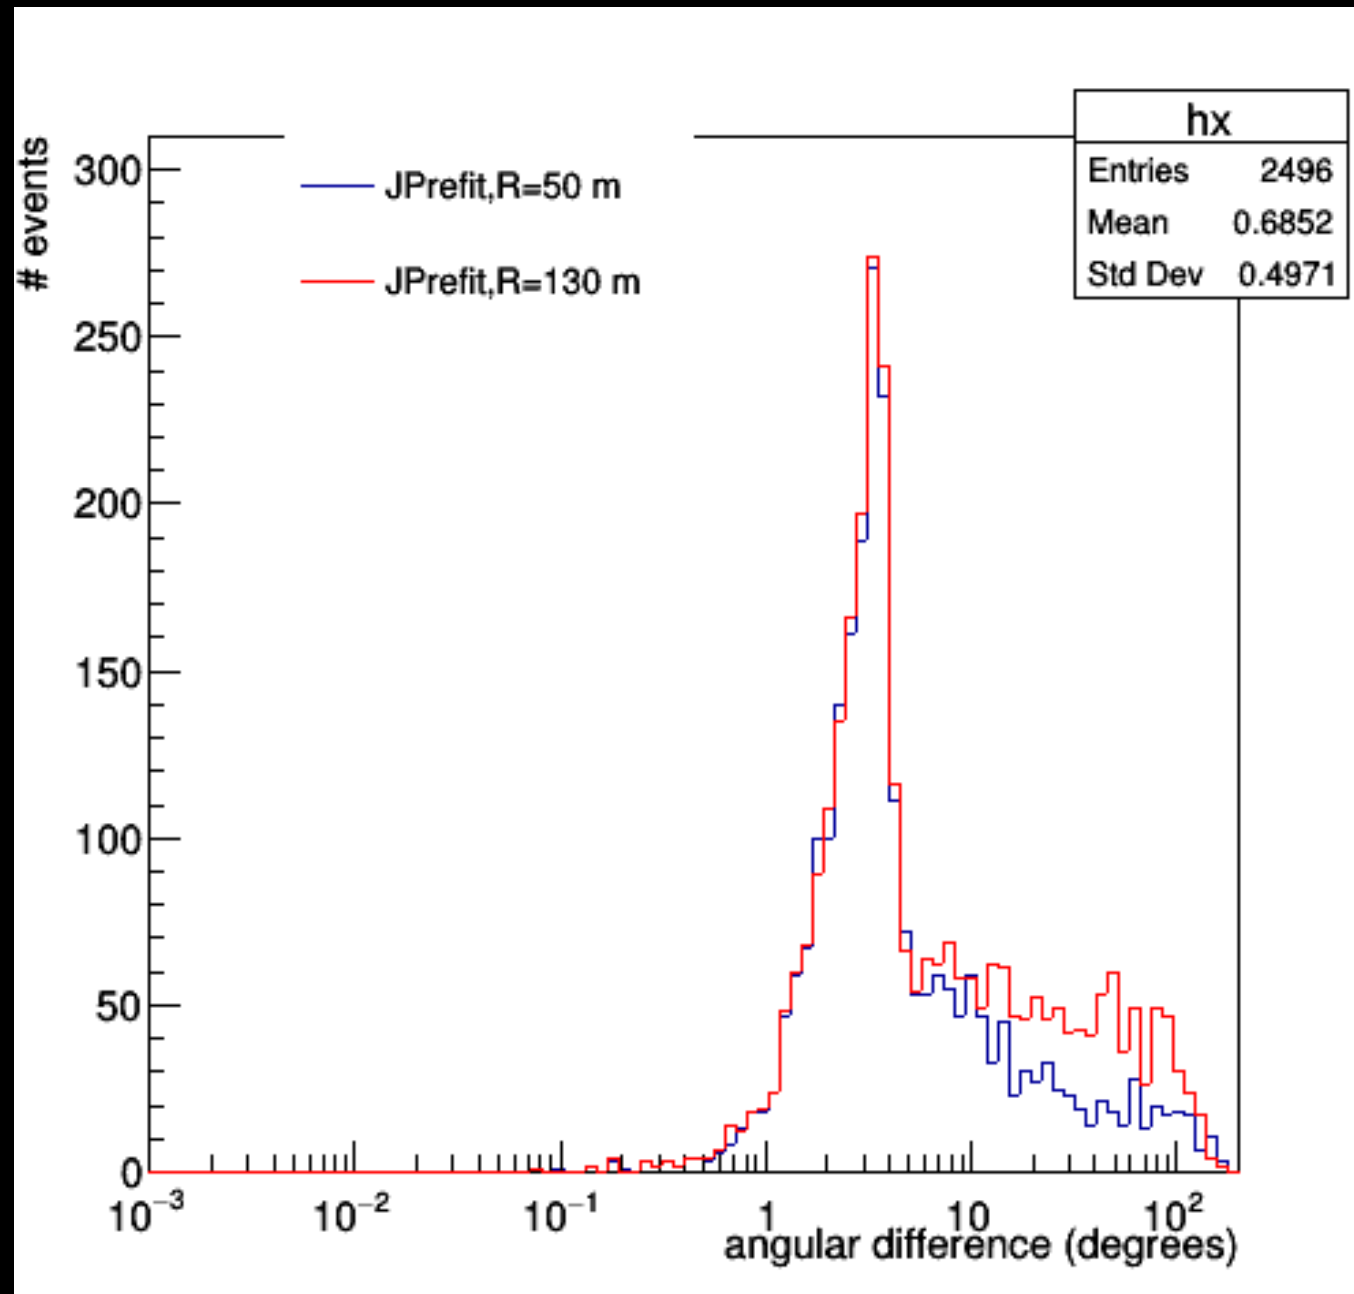 hx
Entries 2496
Mean 0.6852
Std Dev 0.4971
# events
JPrefit,R=50 m
JPrefit,R=130 m
300
250
200
150
100
50
0
10⁻³ 10⁻² 10⁻¹ 1 10 10²
angular difference (degrees)